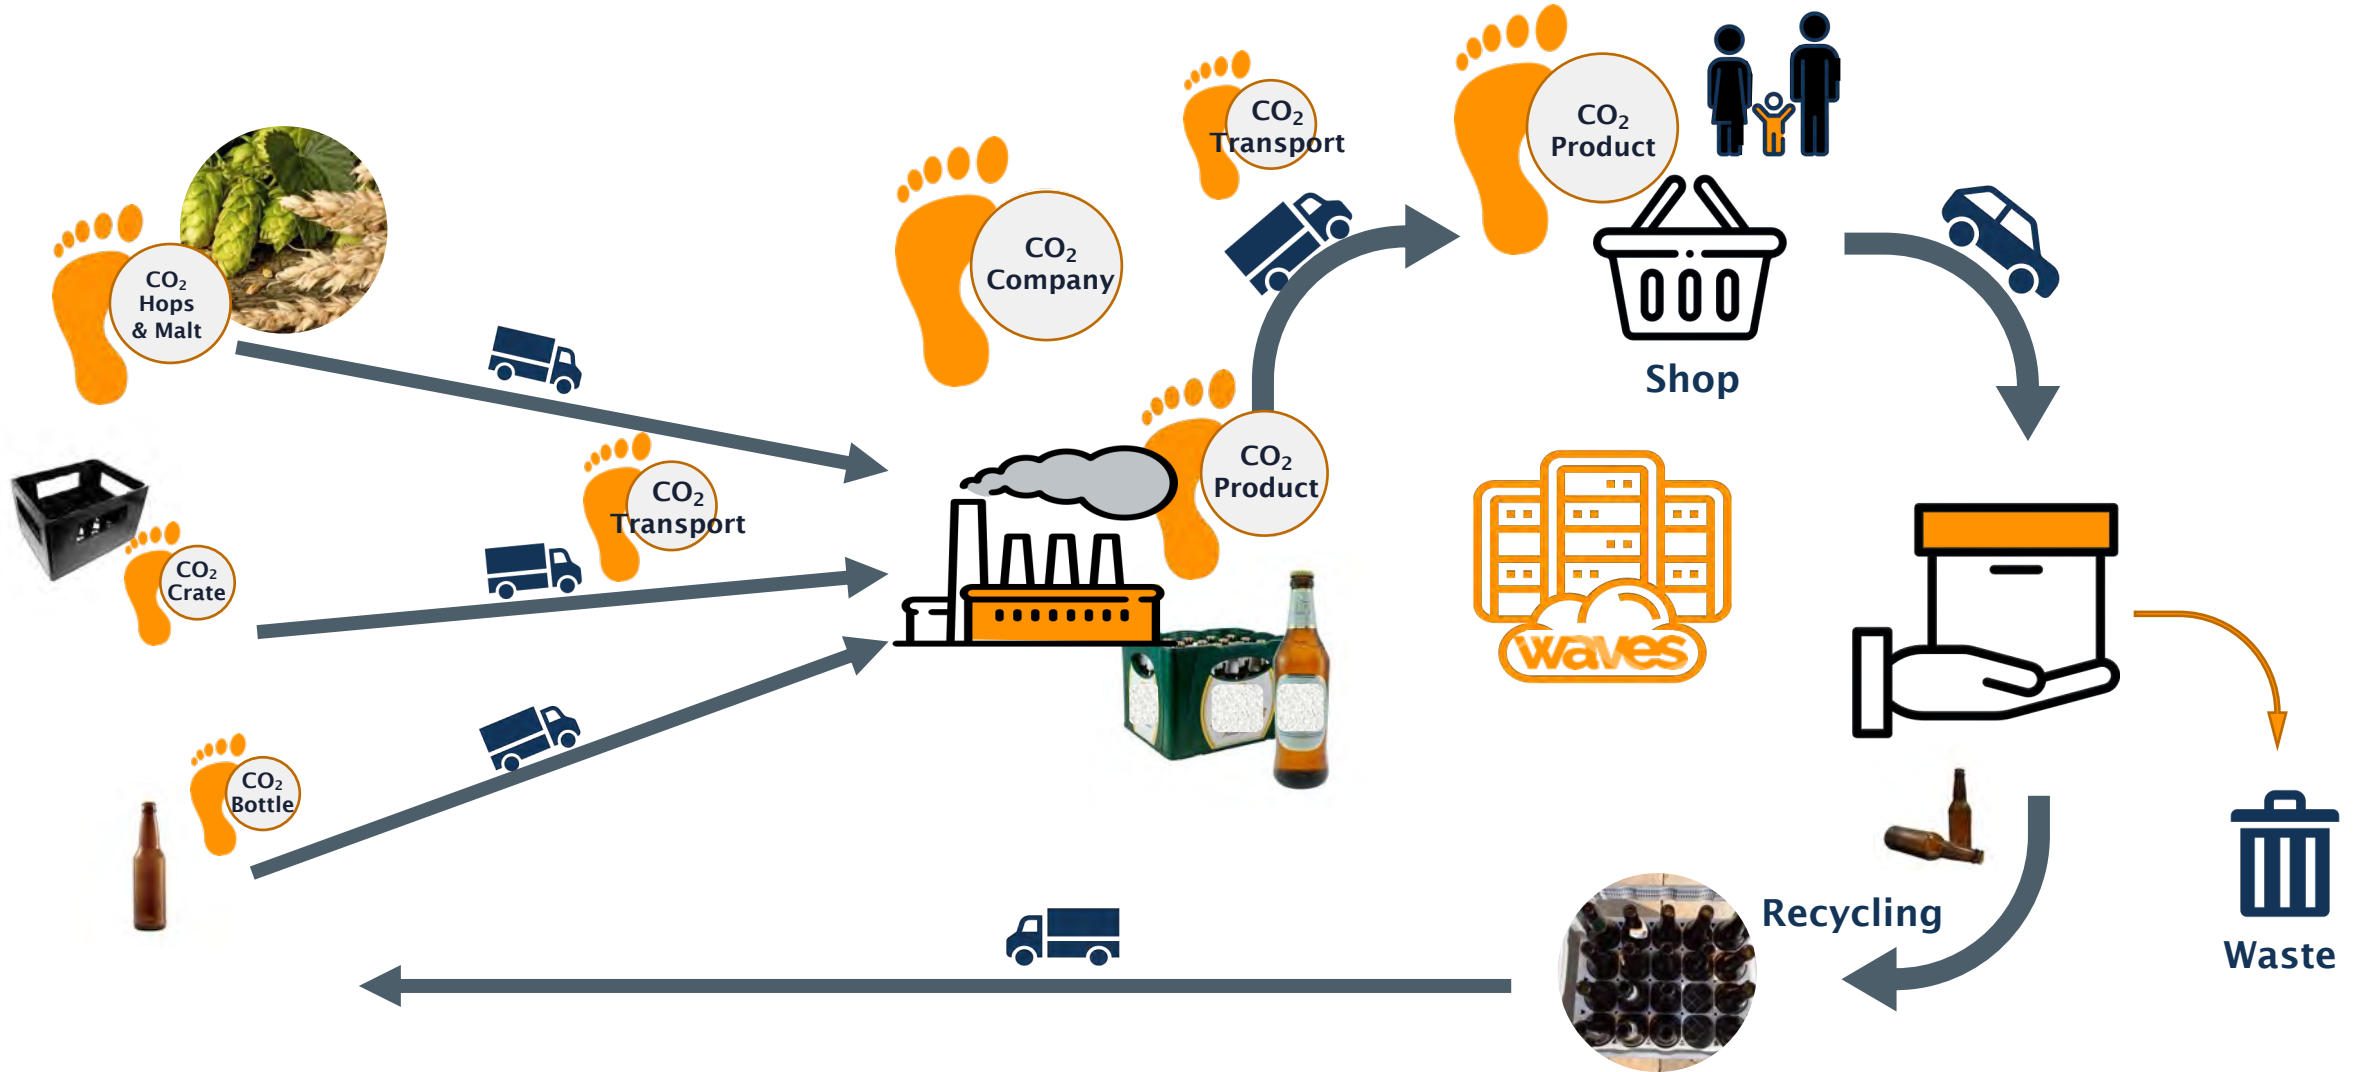 CO₂
Transport
CO₂
Product
CO₂
Hops
& Malt
CO₂
Company
Shop
CO₂
Transport
CO₂
Product
CO₂
Crate
waves
CO₂
Bottle
Recycling
Waste